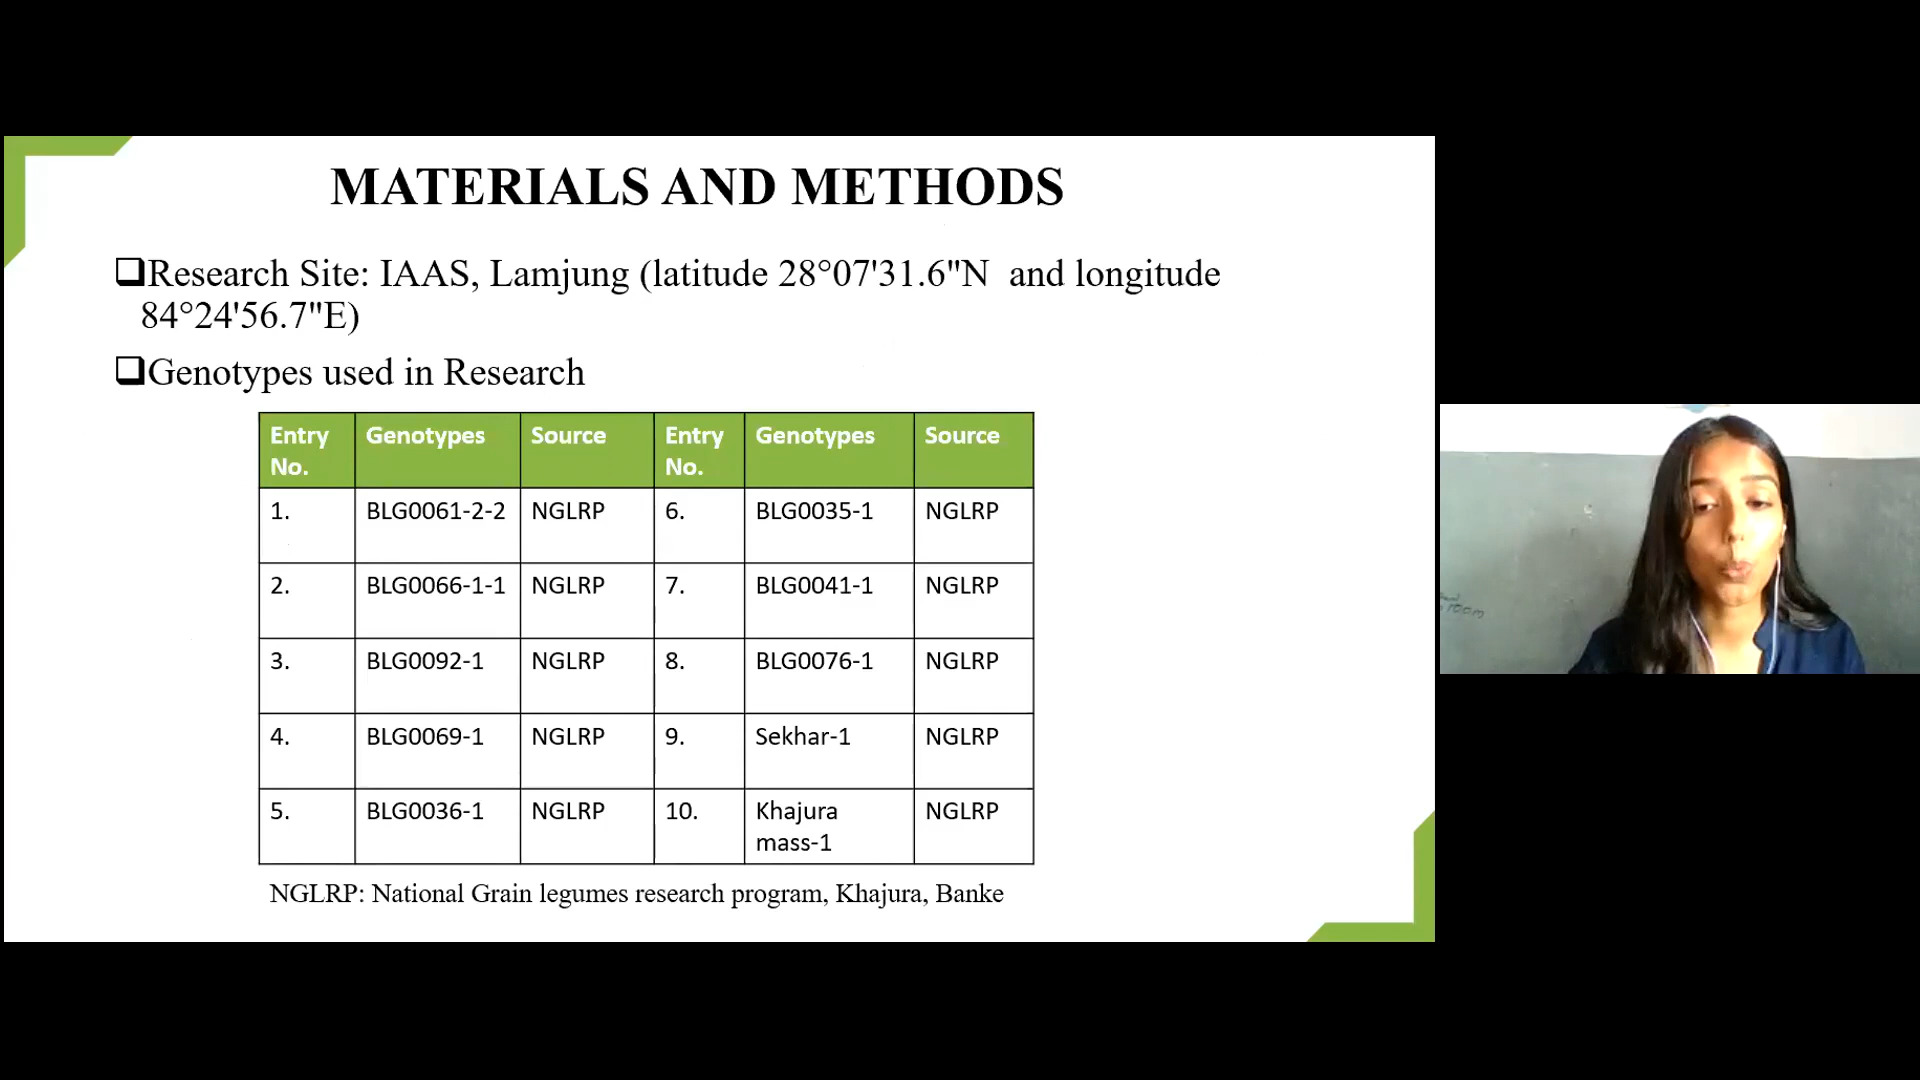 MATERIALS AND METHODS
❑Research Site: IAAS, Lamjung (latitude 28°07'31.6"N and longitude
84°24'56.7"E)
❑Genotypes used in Research
Entry No. Genotypes Source Entry No. Genotypes Source
1. BLG0061-2-2 NGLRP 6. BLG0035-1 NGLRP
2. BLG0066-1-1 NGLRP 7. BLG0041-1 NGLRP
3. BLG0092-1 NGLRP 8. BLG0076-1 NGLRP
4. BLG0069-1 NGLRP 9. Sekhar-1 NGLRP
5. BLG0036-1 NGLRP 10. Khajura mass-1 NGLRP
NGLRP: National Grain legumes research program, Khajura, Banke